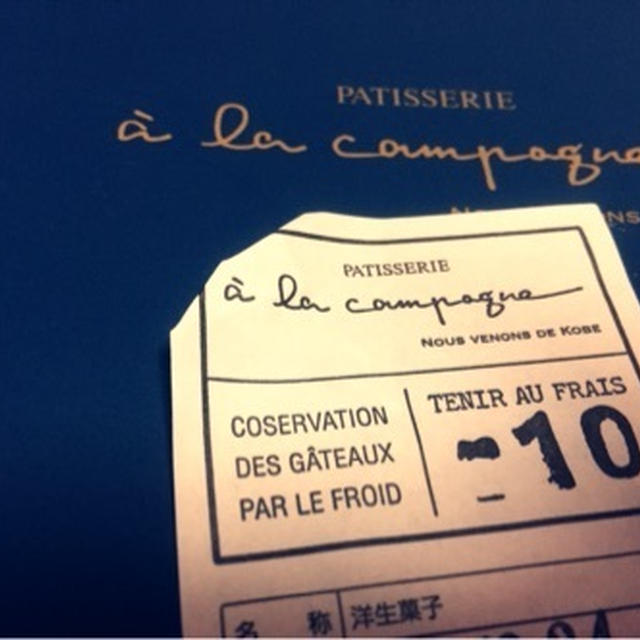 PATISSERIE
à la campagne
PATISSERIE
à la campagne
NOUS VENONS DE KOBE
COSERVATION
DES GÂTEAUX
PAR LE FROID
TENIR AU FRAIS
-10
名 称 洋生菓子